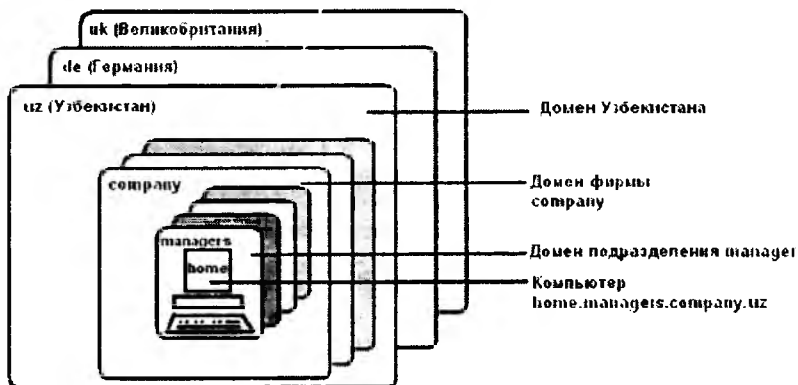 uk (Великобритания)
de (Германия)
uz (Узбекистан)
Домен Узбекистана
company
Домен фирмы
company
managers
home
Домен подразделения manager
Компьютер
home.managers.company.uz